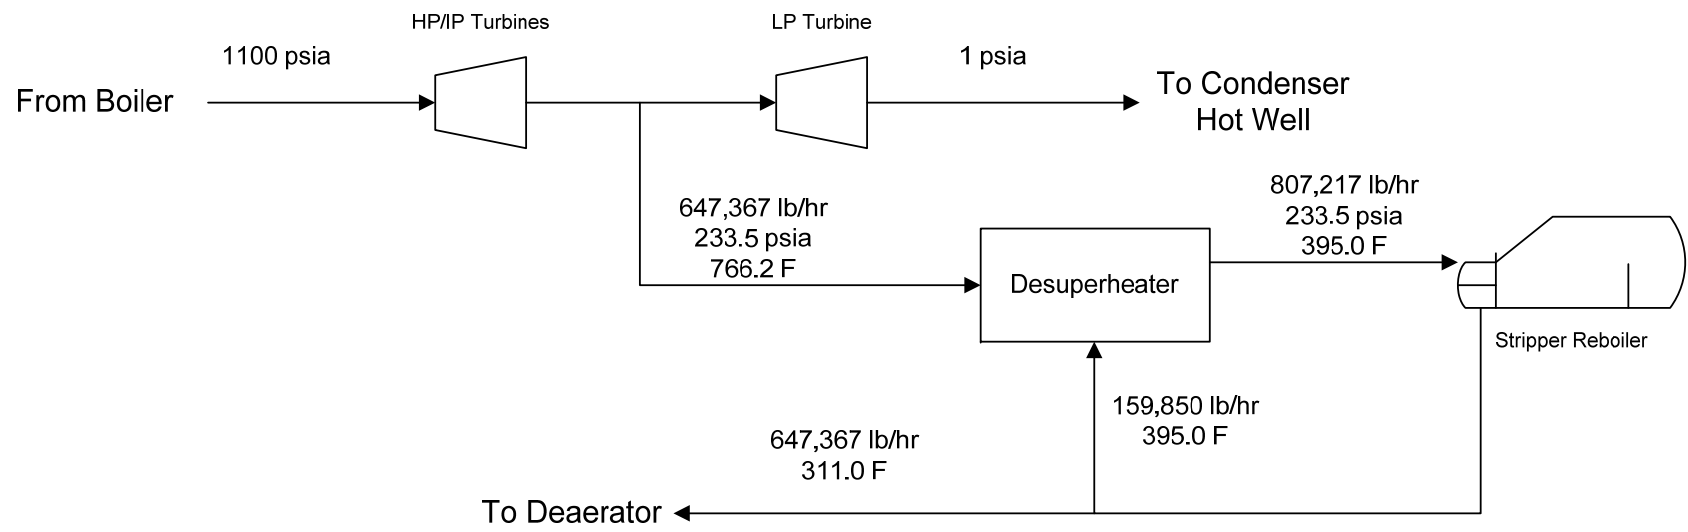 HP/IP Turbines
LP Turbine
1100 psia
1 psia
From Boiler
To Condenser
Hot Well
807,217 lb/hr
233.5 psia
395.0 F
647,367 lb/hr
233.5 psia
766.2 F
Desuperheater
Stripper Reboiler
159,850 lb/hr
395.0 F
647,367 lb/hr
311.0 F
To Deaerator